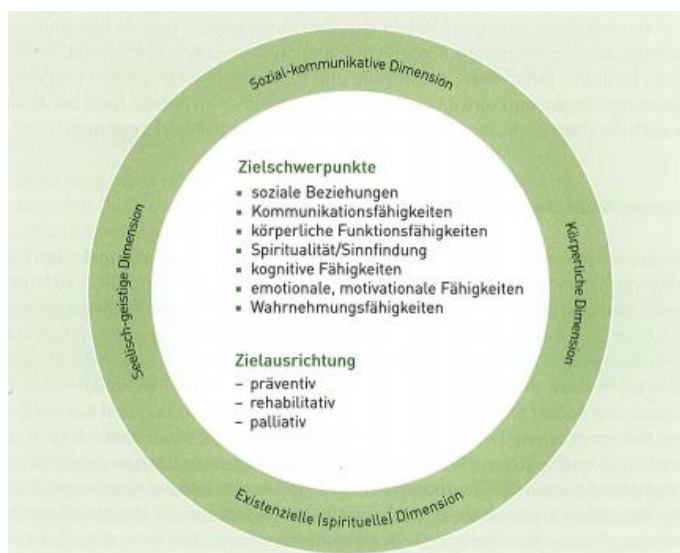 Sozial-kommunikative Dimension
Zielschwerpunkte
▪ soziale Beziehungen
▪ Kommunikationsfähigkeiten
▪ körperliche Funktionsfähigkeiten
▪ Spiritualität/Sinnfindung
▪ kognitive Fähigkeiten
▪ emotionale, motivationale Fähigkeiten
▪ Wahrnehmungsfähigkeiten
Zielausrichtung
– präventiv
– rehabilitativ
– palliativ
Seelisch-geistige Dimension
Körperliche Dimension
Existenzielle (spirituelle) Dimension